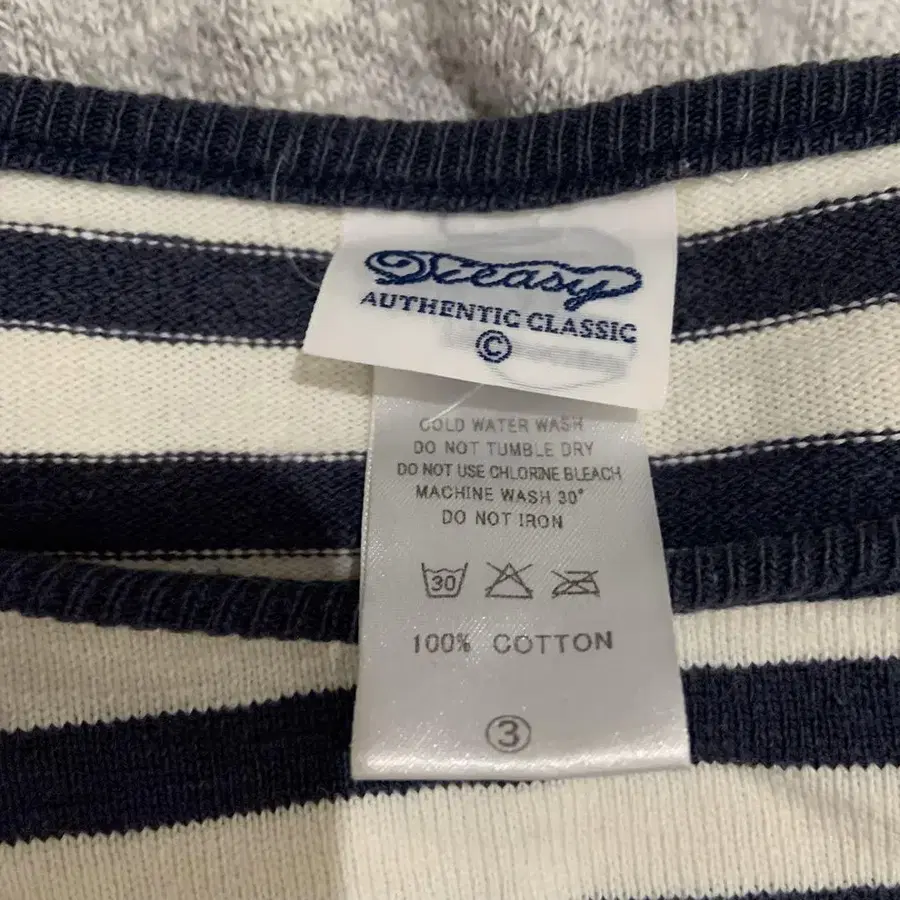 Dieasy
AUTHENTIC CLASSIC
©
COLD WATER WASH
DO NOT TUMBLE DRY
DO NOT USE CHLORINE BLEACH
MACHINE WASH 30°
DO NOT IRON
30
100% COTTON
③